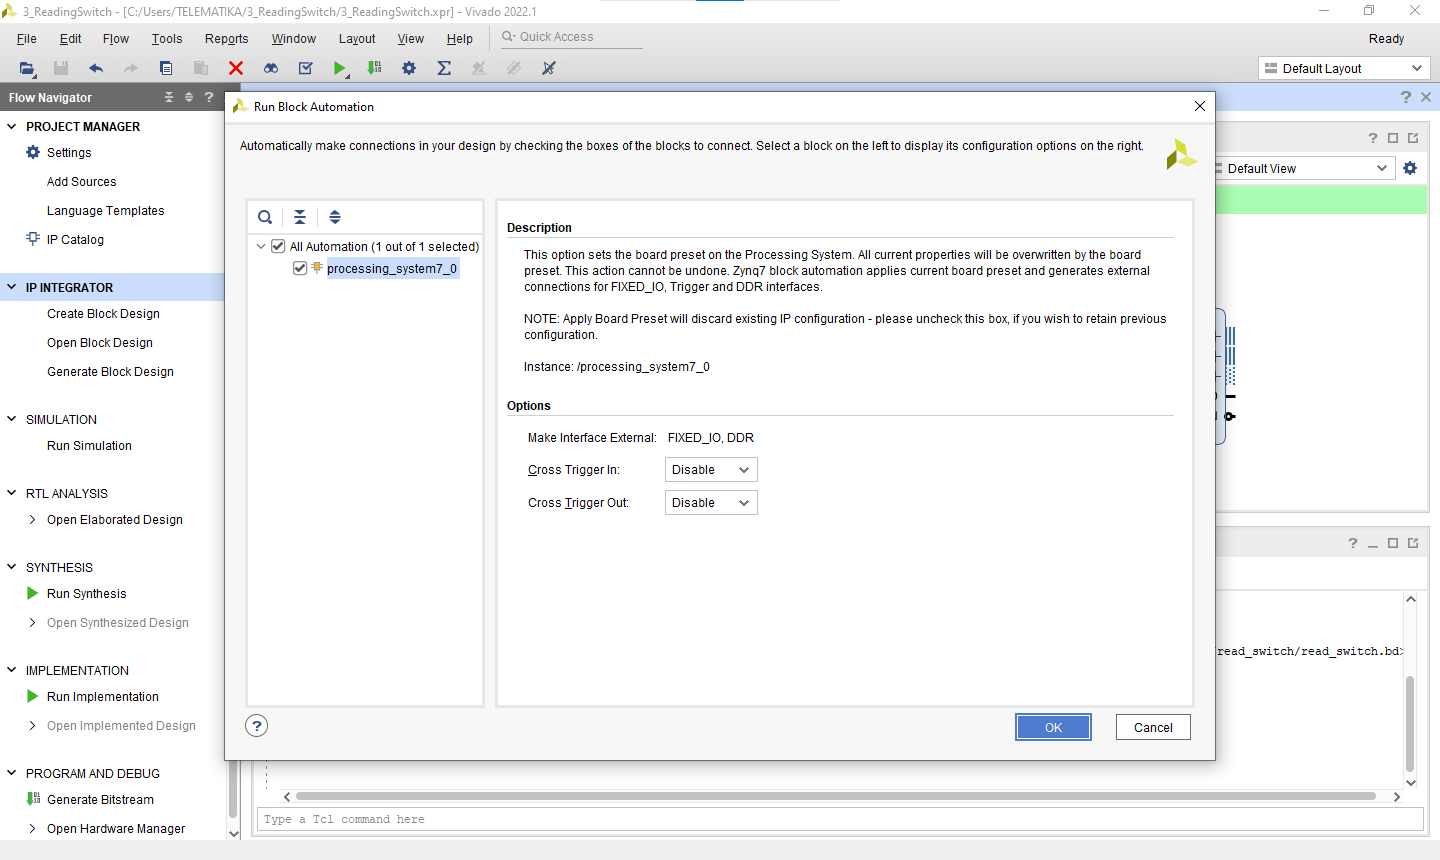 3_ReadingSwitch - [C:/Users/TELEMATIKA/3_ReadingSwitch/3_ReadingSwitch.xpr] - Vivado 2022.1
File Edit Flow Tools Reports Window Layout View Help
Quick Access
Ready
Default Layout
Flow Navigator
?
?
PROJECT MANAGER
Settings
Add Sources
Language Templates
IP Catalog
IP INTEGRATOR
Create Block Design
Open Block Design
Generate Block Design
SIMULATION
Run Simulation
RTL ANALYSIS
Open Elaborated Design
SYNTHESIS
Run Synthesis
Open Synthesized Design
IMPLEMENTATION
Run Implementation
Open Implemented Design
PROGRAM AND DEBUG
Generate Bitstream
Open Hardware Manager
Run Block Automation
Automatically make connections in your design by checking the boxes of the blocks to connect. Select a block on the left to display its configuration options on the right.
All Automation (1 out of 1 selected)
processing_system7_0
Description
This option sets the board preset on the Processing System. All current properties will be overwritten by the board
preset. This action cannot be undone. Zynq7 block automation applies current board preset and generates external
connections for FIXED_IO, Trigger and DDR interfaces.
NOTE: Apply Board Preset will discard existing IP configuration - please uncheck this box, if you wish to retain previous
configuration.
Instance: /processing_system7_0
Options
Make Interface External: FIXED_IO, DDR
Cross Trigger In: Disable
Cross Trigger Out: Disable
?
OK
Cancel
?
Default View
?
/read_switch/read_switch.bd>
Type a Tcl command here